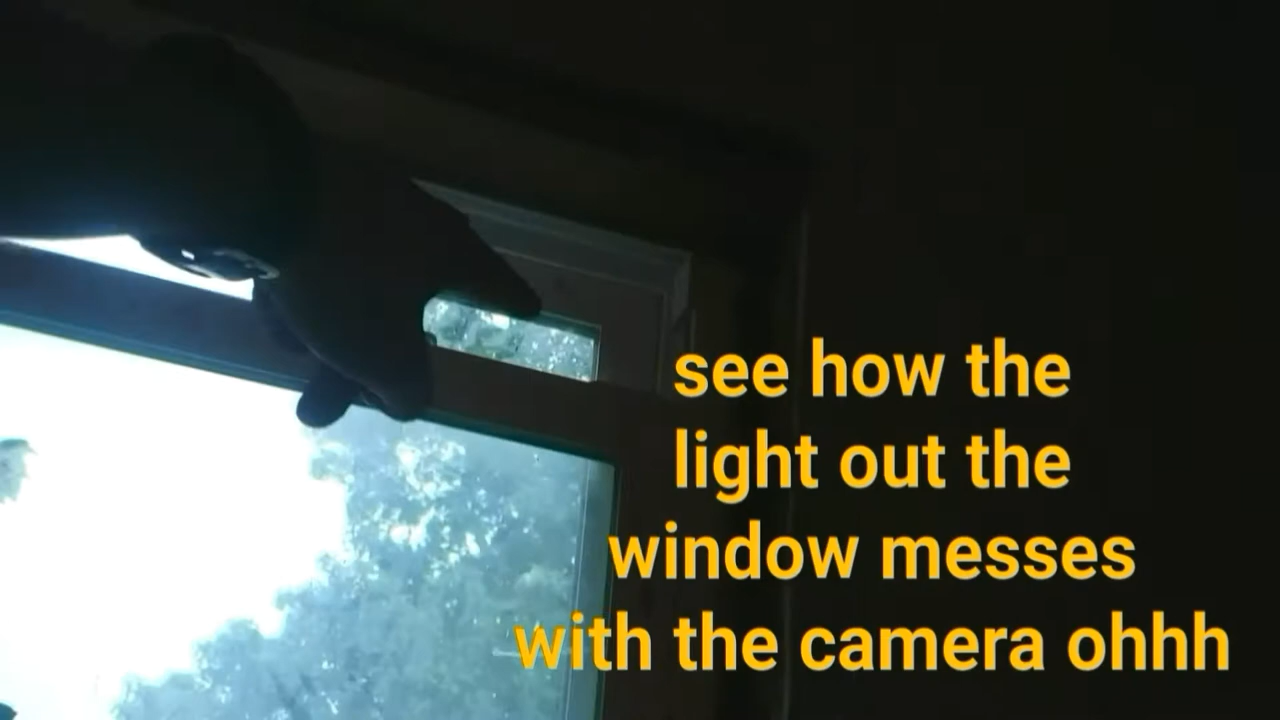 see how the
light out the
window messes
with the camera ohhh